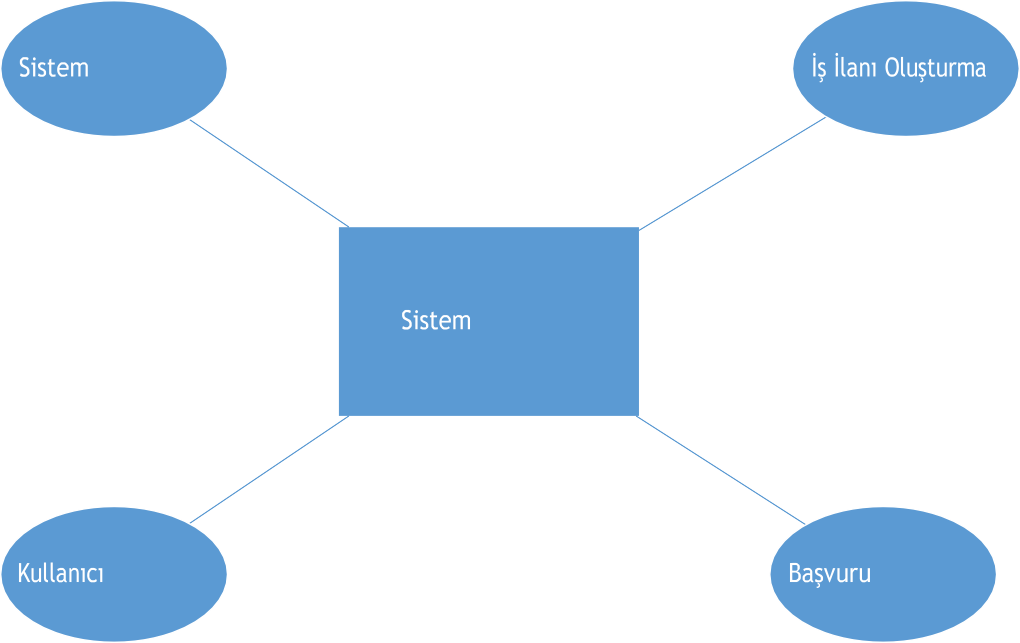 Sistem
İş İlanı Oluşturma
Sistem
Kullanıcı
Başvuru